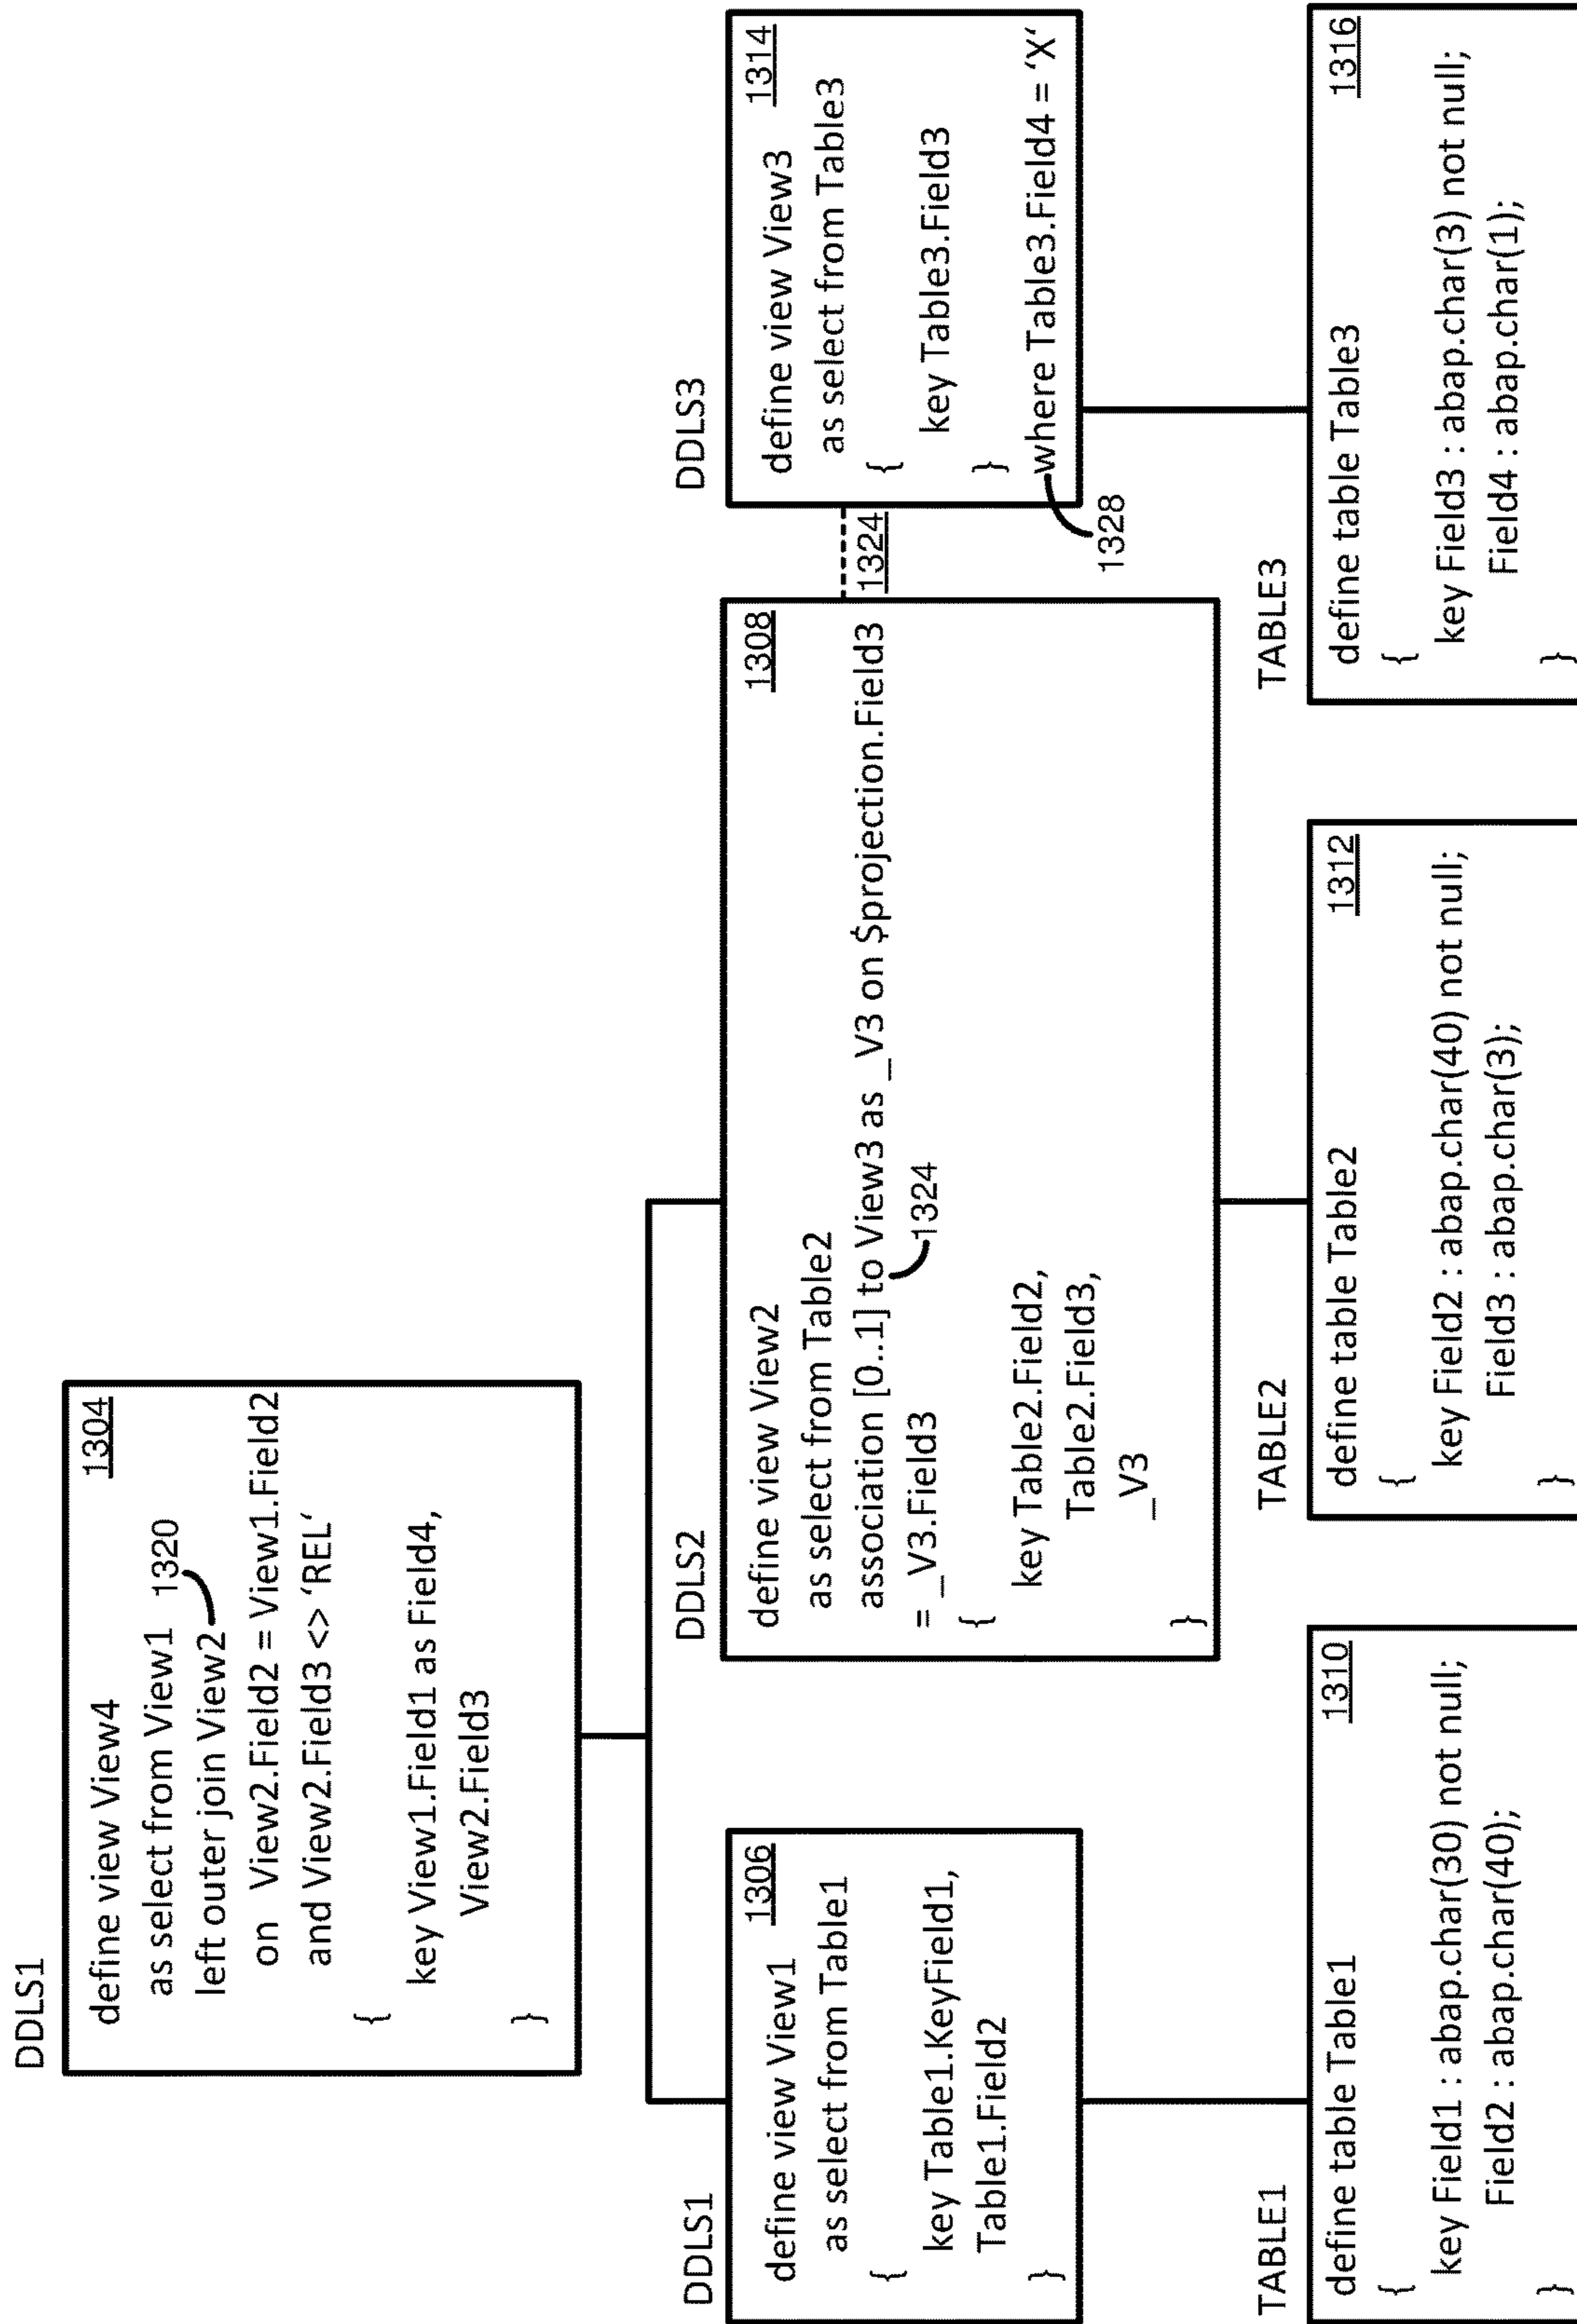 DDLS1
1304
define view View4
as select from View1
1320
left outer join View2
on View2.Field2 = View1.Field2
and View2.Field3 <> 'REL'
{
key View1.Field1 as Field4,
View2.Field3
}
DDLS1
1306
define view View1
as select from Table1
{
key Table1.KeyField1,
Table1.Field2
}
DDLS2
1308
define view View2
as select from Table2
association [0..1] to View3 as _V3 on $projection.Field3
= _V3.Field3
1324
{
key Table2.Field2,
Table2.Field3,
_V3
}
1324
DDLS3
1314
define view View3
as select from Table3
{
key Table3.Field3
}
where Table3.Field4 = 'X'
1328
TABLE1
1310
define table Table1
{
key Field1 : abap.char(30) not null;
Field2 : abap.char(40);
}
TABLE2
1312
define table Table2
{
key Field2 : abap.char(40) not null;
Field3 : abap.char(3);
}
TABLE3
1316
define table Table3
{
key Field3 : abap.char(3) not null;
Field4 : abap.char(1);
}